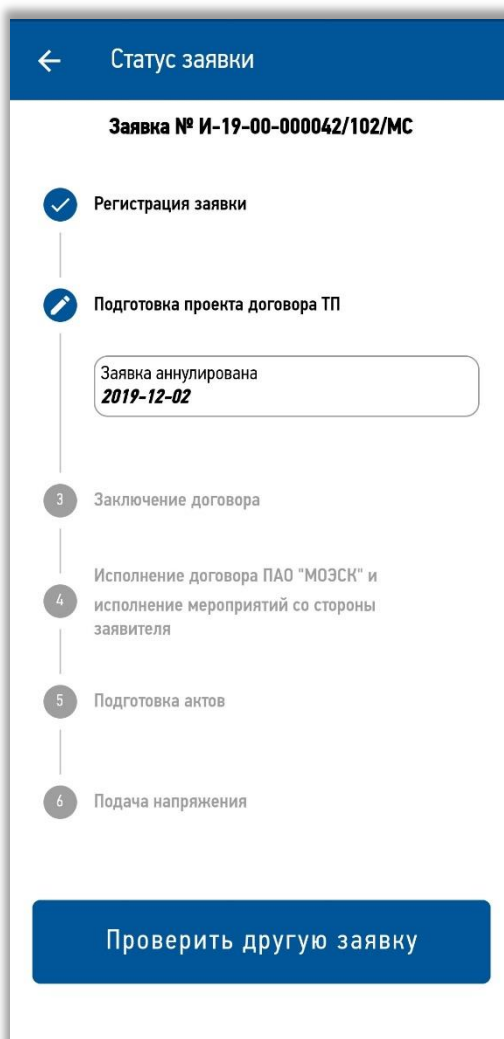 Статус заявки
Заявка № И-19-00-000042/102/МС
Регистрация заявки
Подготовка проекта договора ТП
Заявка аннулирована
2019-12-02
3 Заключение договора
Исполнение договора ПАО "МОЭСК" и
4 исполнение мероприятий со стороны
заявителя
5 Подготовка актов
6 Подача напряжения
Проверить другую заявку